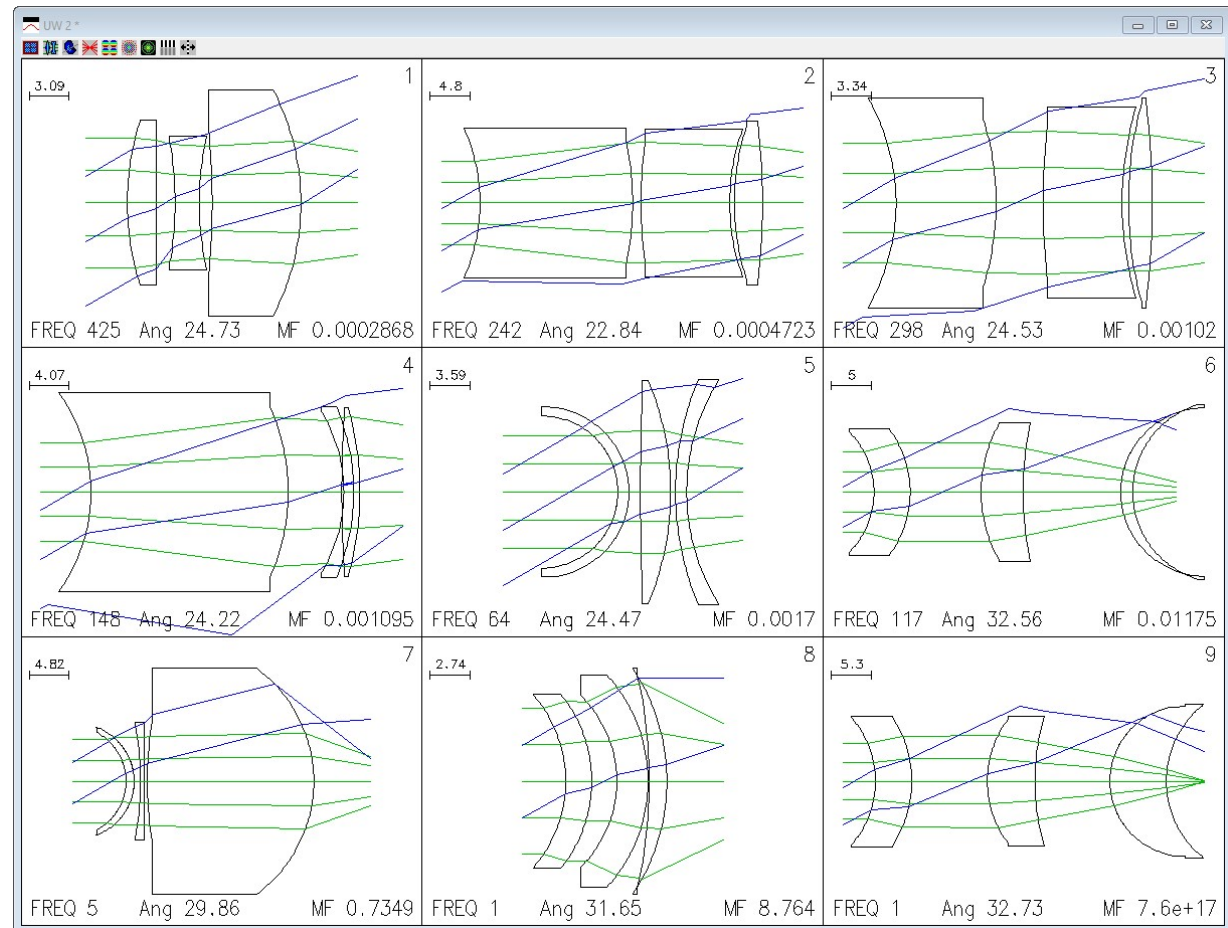 UW 2 *
3.09 1
FREQ 425 Ang 24.73 MF 0.0002868
4.8 2
FREQ 242 Ang 22.84 MF 0.0004723
3.34 3
FREQ 298 Ang 24.53 MF 0.00102
4.07 4
FREQ 148 Ang 24.22 MF 0.001095
3.59 5
FREQ 64 Ang 24.47 MF 0.0017
5 6
FREQ 117 Ang 32.56 MF 0.01175
4.82 7
FREQ 5 Ang 29.86 MF 0.7349
2.74 8
FREQ 1 Ang 31.65 MF 8.764
5.3 9
FREQ 1 Ang 32.73 MF 7.6e+17